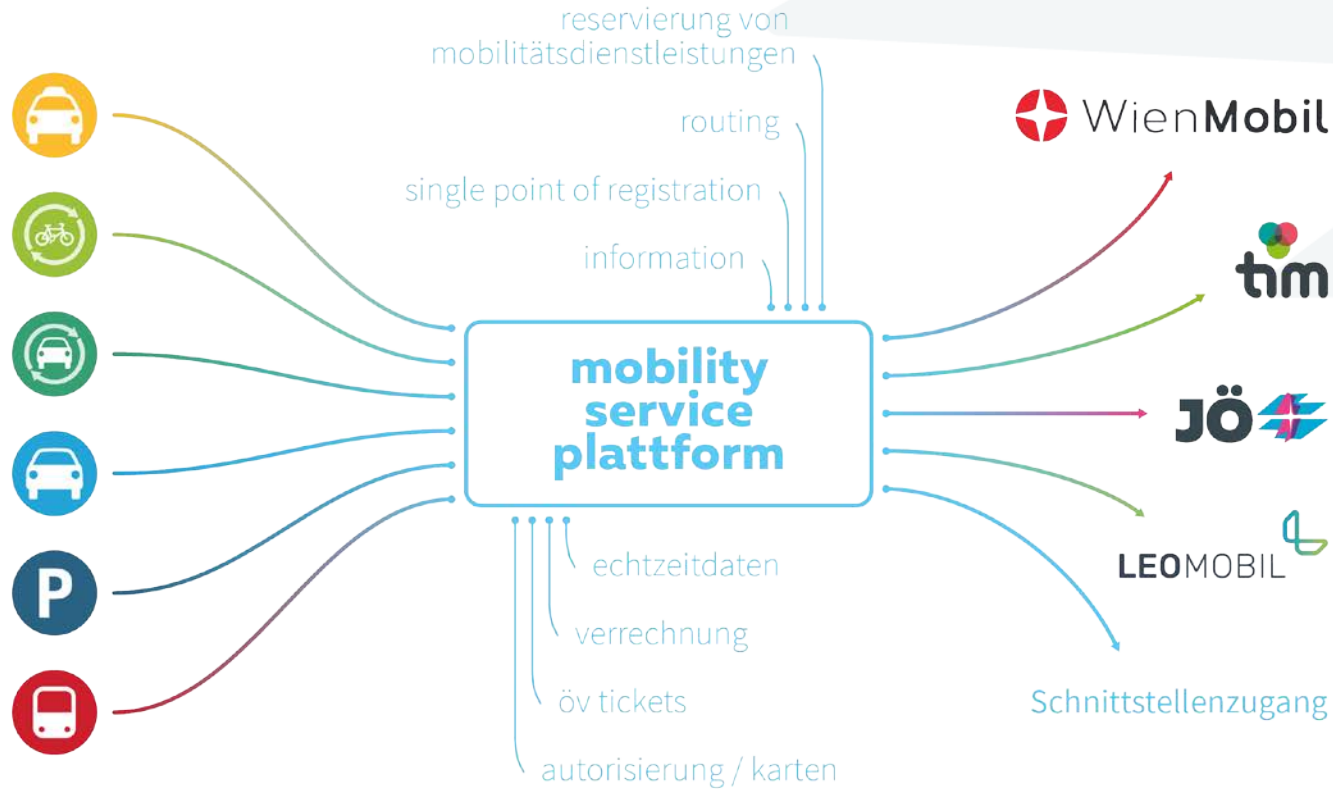 reservierung von
mobilitätsdienstleistungen
routing
single point of registration
information
mobility
service
plattform
echtzeitdaten
verrechnung
öv tickets
autorisierung / karten
P
WienMobil
tim
JÖ
LEOMOBIL
Schnittstellenzugang